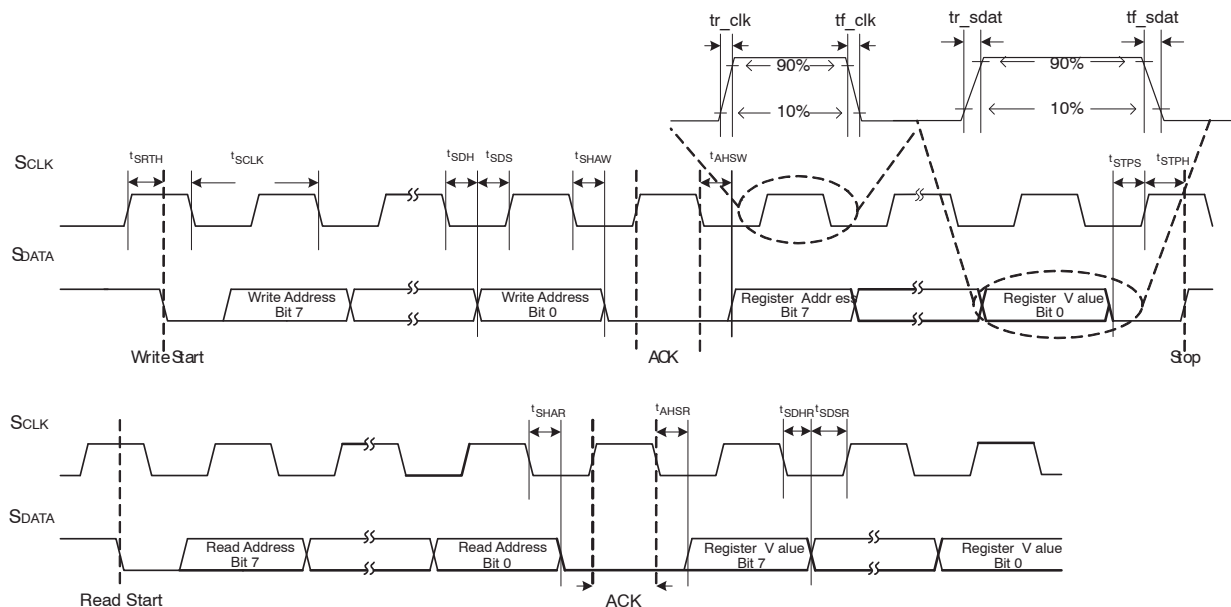 tr_clk tf_clk tr_sdat tf_sdat
90% 90%
10% 10%
SCLK tSRTH tSCLK tSDH tSDS tSHAW tAHSW tSTPS tSTPH
SDATA
Write Address Bit 7
Write Address Bit 0
Register Addr ess Bit 7
Register V alue Bit 0
Write Start ACK Stop
SCLK tSHAR tAHSR tSDHR tSDSR
SDATA
Read Address Bit 7
Read Address Bit 0
Register V alue Bit 7
Register V alue Bit 0
Read Start ACK